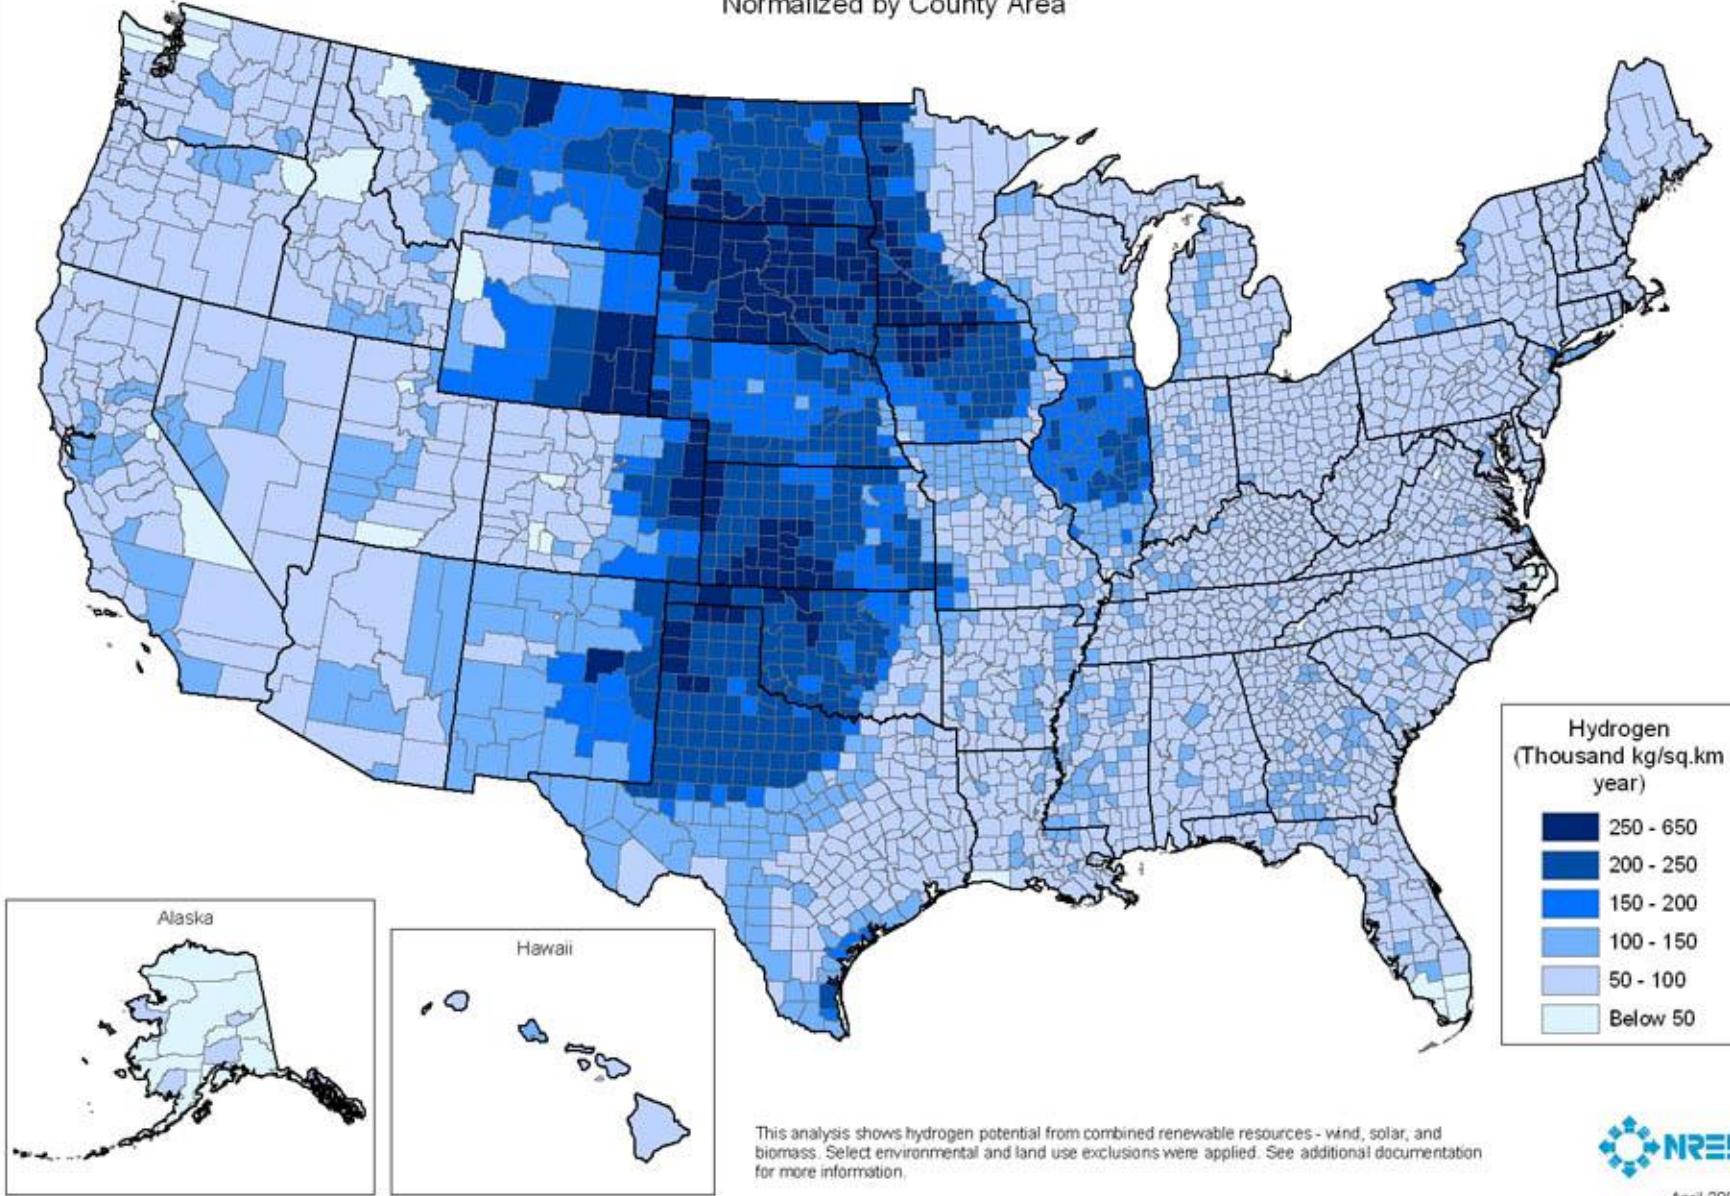 Normalized by County Area
Hydrogen
(Thousand kg/sq.km
year)
250 - 650
200 - 250
150 - 200
100 - 150
50 - 100
Below 50
Alaska
Hawaii
This analysis shows hydrogen potential from combined renewable resources - wind, solar, and
biomass. Select environmental and land use exclusions were applied. See additional documentation
for more information.
NREL